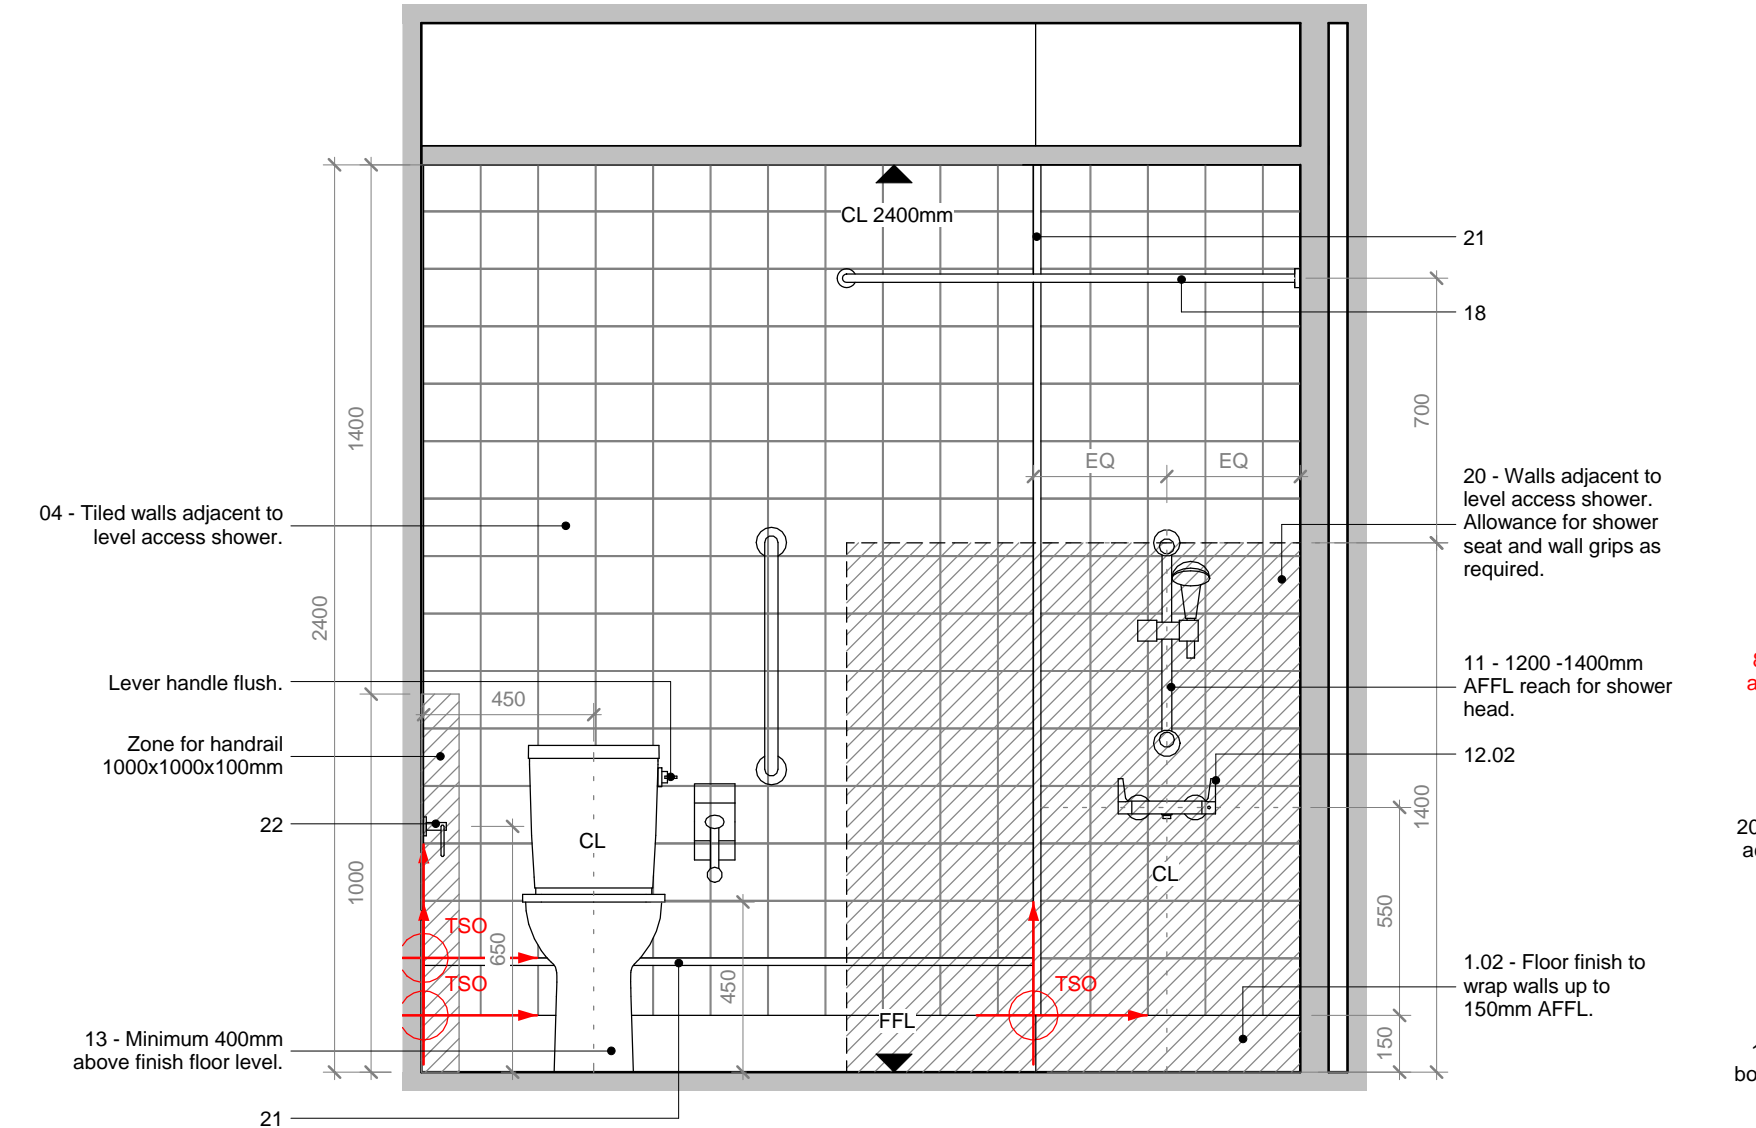 CL 2400mm
21
18
1400
700
EQ
EQ
20 - Walls adjacent to
level access shower.
Allowance for shower
seat and wall grips as
required.
04 - Tiled walls adjacent to
level access shower.
2400
11 - 1200 -1400mm
AFFL reach for shower
head.
Lever handle flush.
450
Zone for handrail
1000x1000x100mm
12.02
22
CL
1400
CL
1000
550
TSO
650
450
TSO
TSO
1.02 - Floor finish to
wrap walls up to
150mm AFFL.
FFL
150
13 - Minimum 400mm
above finish floor level.
21
8
a
20
a
1
bo